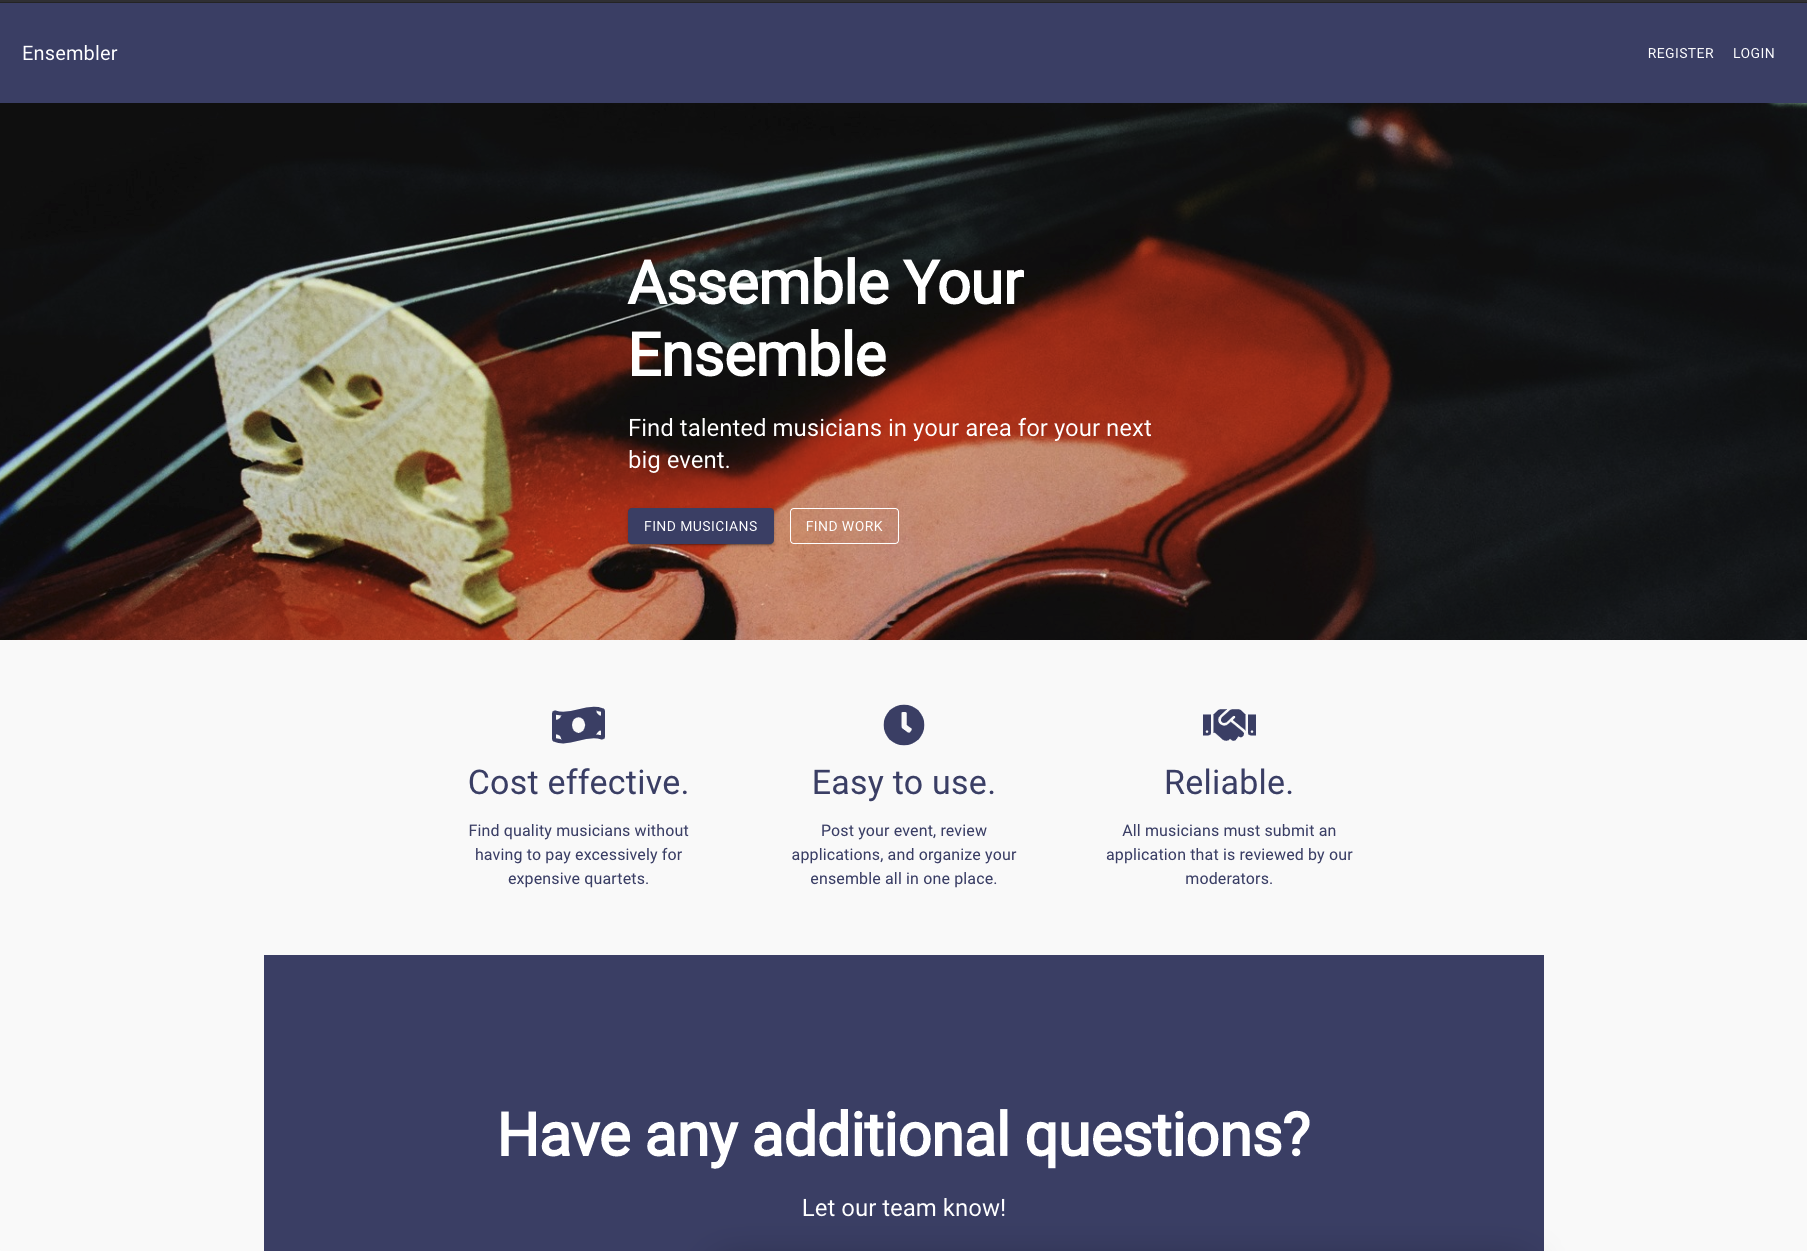 Ensembler
REGISTER
LOGIN
Assemble Your
Ensemble
Find talented musicians in your area for your next
big event.
FIND MUSICIANS
FIND WORK
Cost effective.
Find quality musicians without
having to pay excessively for
expensive quartets.
Easy to use.
Post your event, review
applications, and organize your
ensemble all in one place.
Reliable.
All musicians must submit an
application that is reviewed by our
moderators.
Have any additional questions?
Let our team know!